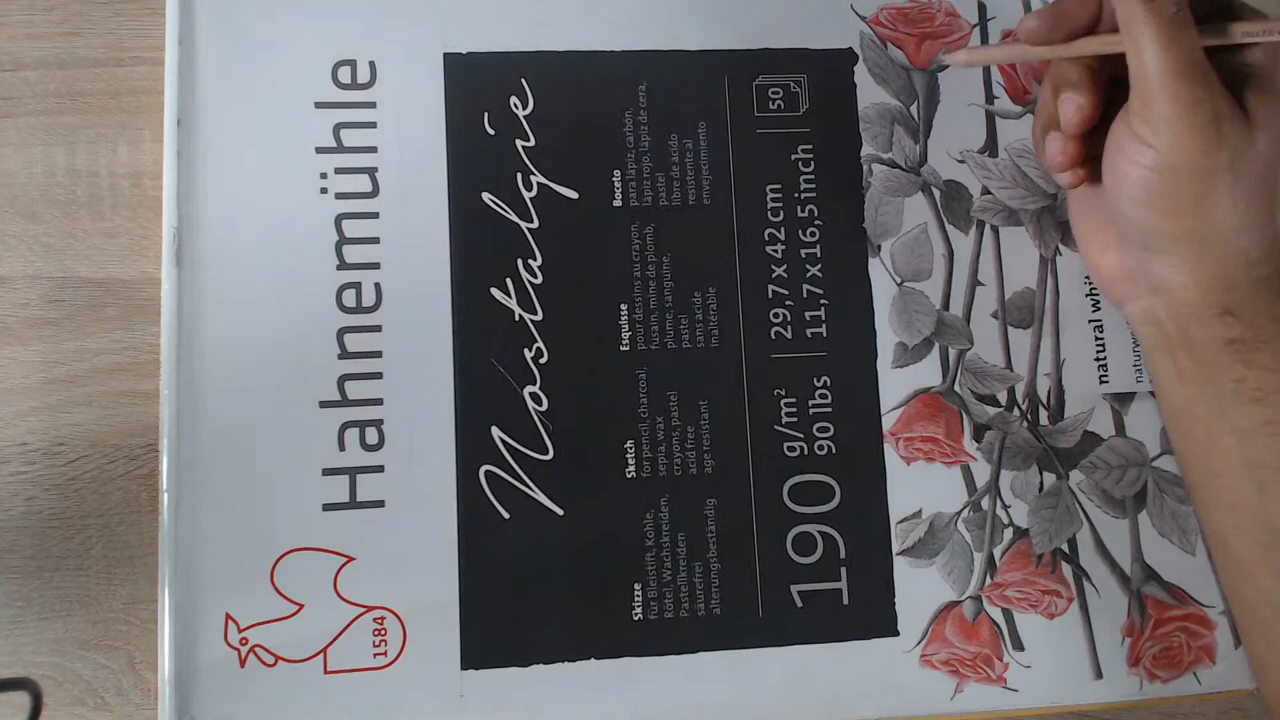 Hahnemühle
1584
Nostalgie
Skizze
für Bleistift, Kohle,
Rötel, Wachskreiden,
Pastellkreiden
säurefrei
alterungsbeständig
Sketch
for pencil, charcoal,
sepia, wax
crayons, pastel
acid free
age resistant
Esquisse
pour dessins au crayon,
fusain, mine de plomb,
plume, sanguine,
pastel
sans acide
inaltérable
Boceto
para lápiz, carbón,
lápiz rojo, lápiz de cera,
pastel
libre de ácido
resistente al
envejecimiento
190 g/m² | 29,7 x 42 cm | 50
90 lbs | 11,7 x 16,5 inch |
natural whi
naturwei